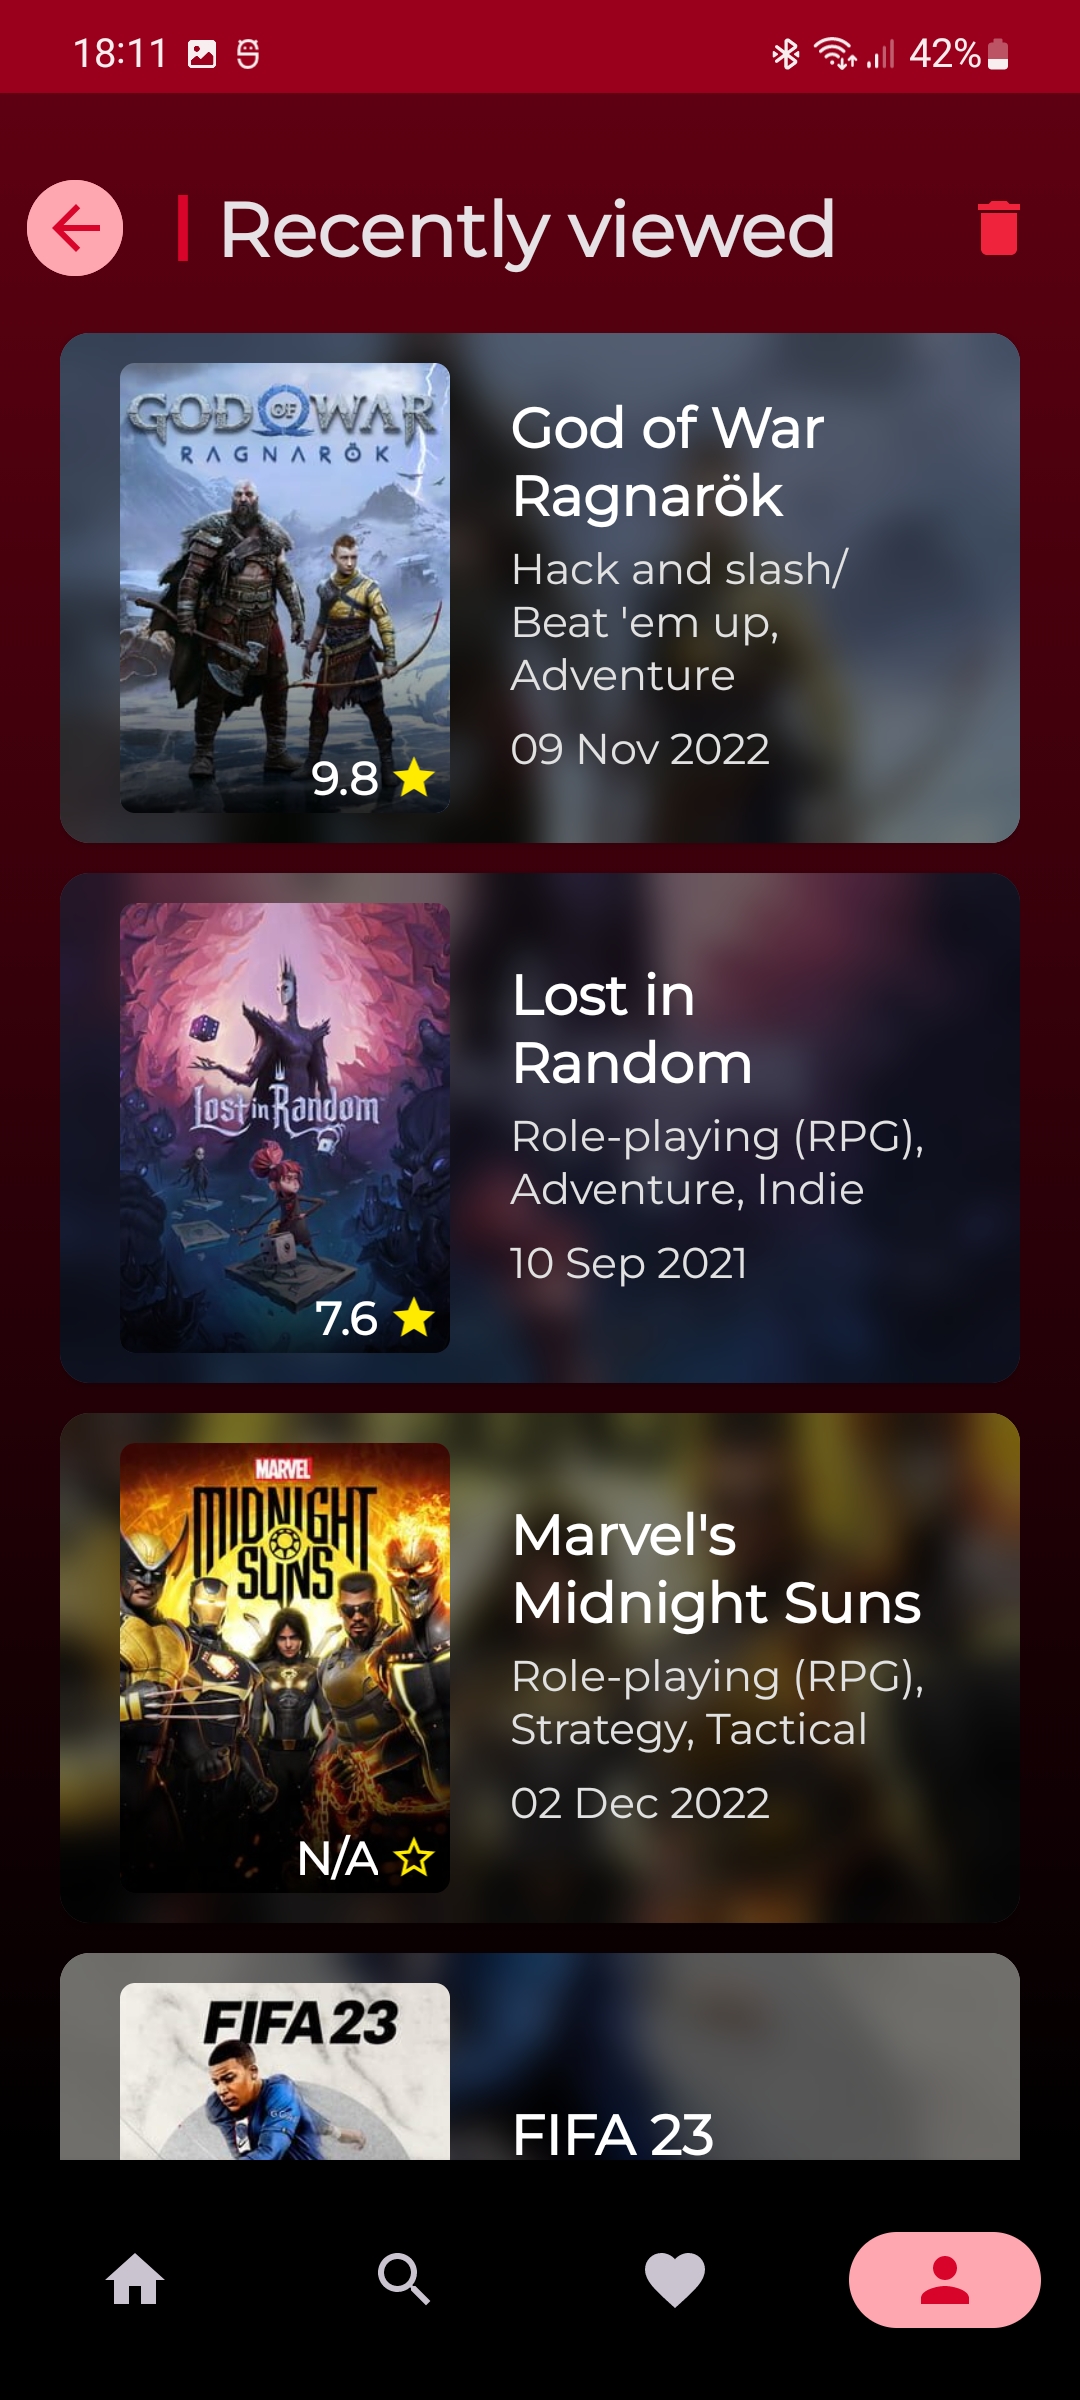 18:11
42%
Recently viewed
GOD OF WAR
RAGNARÖK
9.8
God of War
Ragnarök
Hack and slash/
Beat 'em up,
Adventure
09 Nov 2022
Lost in Random
7.6
Lost in
Random
Role-playing (RPG),
Adventure, Indie
10 Sep 2021
MARVEL
MIDNIGHT
SUNS
N/A
Marvel's
Midnight Suns
Role-playing (RPG),
Strategy, Tactical
02 Dec 2022
FIFA 23
FIFA 23